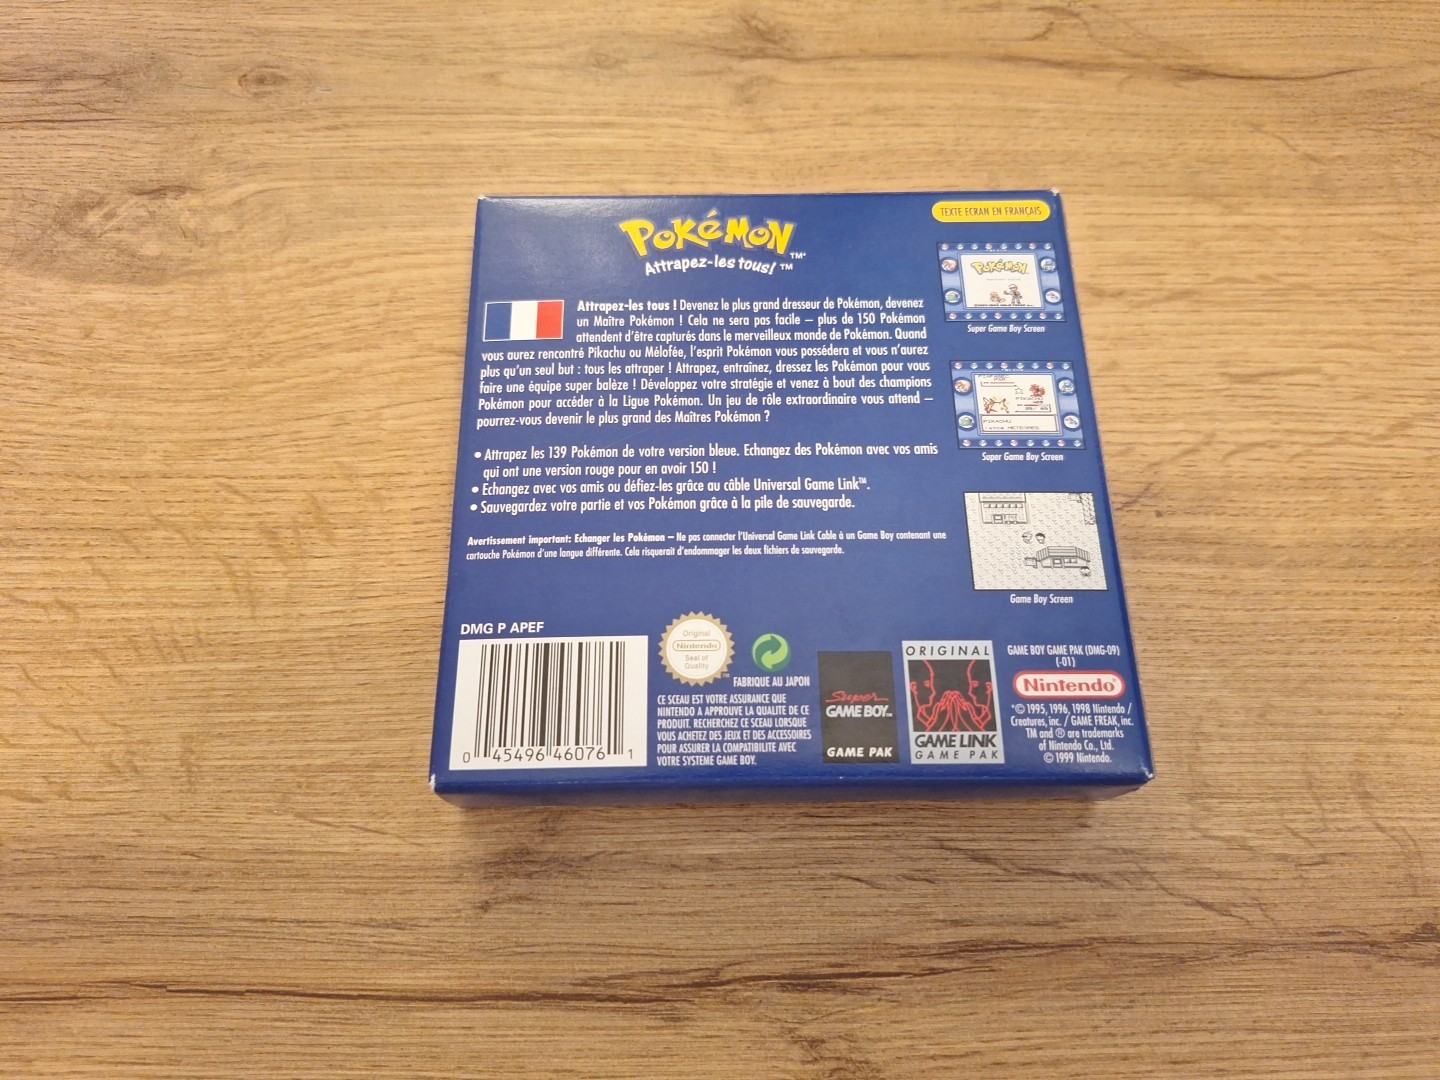 POKéMON™
Attrapez-les tous!™
TEXTE ECRAN EN FRANÇAIS
Attrapez-les tous ! Devenez le plus grand dresseur de Pokémon, devenez
un Maître Pokémon ! Cela ne sera pas facile – plus de 150 Pokémon
attendent d'être capturés dans le merveilleux monde de Pokémon. Quand
vous aurez rencontré Pikachu ou Mélofée, l'esprit Pokémon vous possédera et vous n'aurez
plus qu'un seul but : tous les attraper ! Attrapez, entraînez, dressez les Pokémon pour vous
faire une équipe super balèze ! Développez votre stratégie et venez à bout des champions
Pokémon pour accéder à la Ligue Pokémon. Un jeu de rôle extraordinaire vous attend –
pourrez-vous devenir le plus grand des Maîtres Pokémon ?
• Attrapez les 139 Pokémon de votre version bleue. Echangez des Pokémon avec vos amis
qui ont une version rouge pour en avoir 150 !
• Echangez avec vos amis ou défiez-les grâce au câble Universal Game Link™.
• Sauvegardez votre partie et vos Pokémon grâce à la pile de sauvegarde.
Avertissement important: Echanger les Pokémon – Ne pas connecter l'Universal Game Link Cable à un Game Boy contenant une
cartouche Pokémon d'une langue différente. Cela risquerait d'endommager les deux fichiers de sauvegarde.
POKéMON
Super Game Boy Screen
PIKACHU
PIKACHU
Super Game Boy Screen
Game Boy Screen
DMG P APEF
0 45496 46076 1
Original
Nintendo
Seal of
Quality
™
FABRIQUE AU JAPON
CE SCEAU EST VOTRE ASSURANCE QUE
NINTENDO A APPROUVE LA QUALITE DE CE
PRODUIT. RECHERCHEZ CE SCEAU LORSQUE
VOUS ACHETEZ DES JEUX ET DES ACCESSOIRES
POUR ASSURER LA COMPATIBILITE AVEC
VOTRE SYSTEME GAME BOY.
Super
GAME BOY™
GAME PAK
ORIGINAL
GAME LINK
GAME PAK
GAME BOY GAME PAK (DMG-09)
(-01)
Nintendo®
*© 1995, 1996, 1998 Nintendo /
Creatures, inc. / GAME FREAK, inc.
TM and ® are trademarks
of Nintendo Co., Ltd.
© 1999 Nintendo.